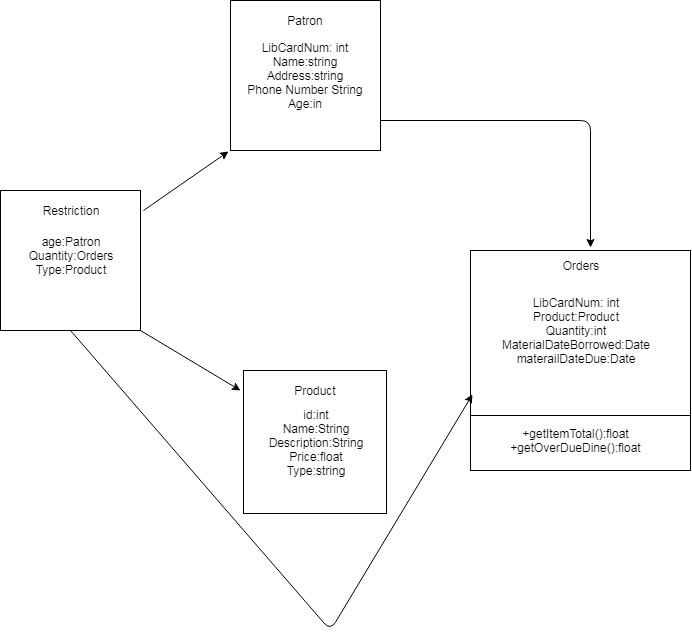 Patron
LibCardNum: int
Name:string
Address:string
Phone Number String
Age:in
Restriction
age:Patron
Quantity:Orders
Type:Product
Orders
LibCardNum: int
Product:Product
Quantity:int
MaterialDateBorrowed:Date
materailDateDue:Date
+getItemTotal():float
+getOverDueDine():float
Product
id:int
Name:String
Description:String
Price:float
Type:string